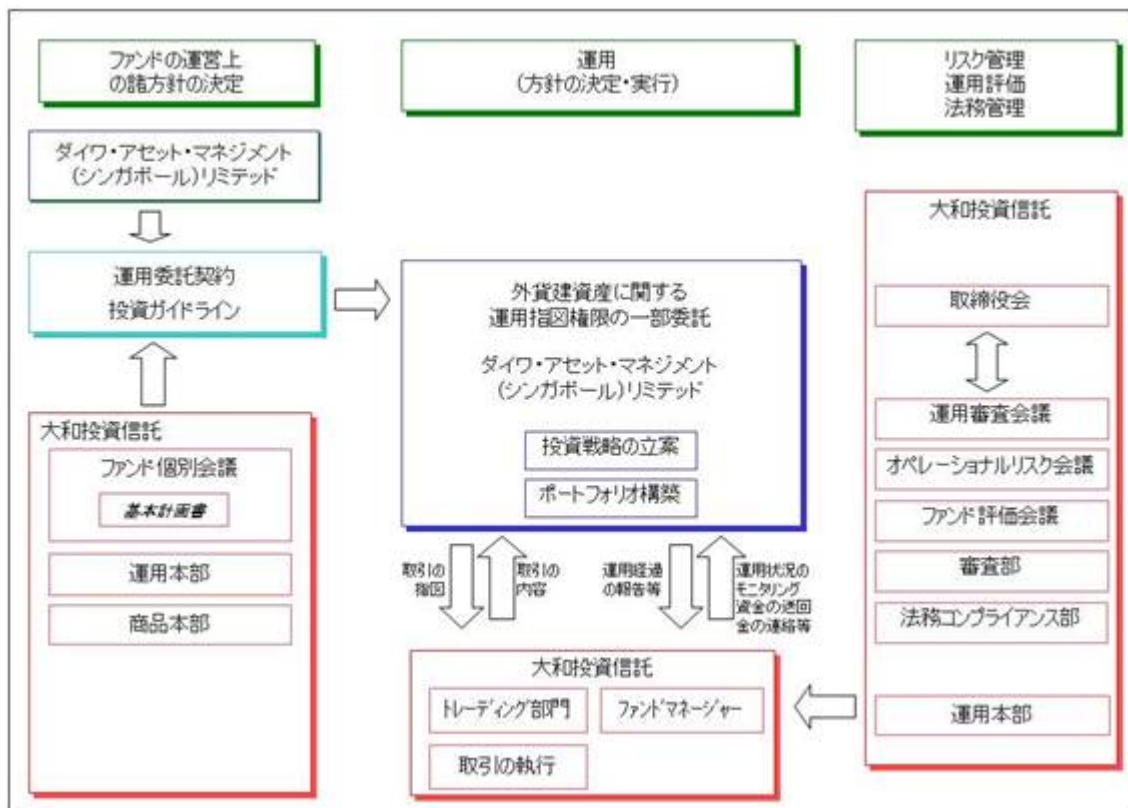 ファンドの運営上
の諸方針の決定
運用
(方針の決定・実行)
リスク管理
運用評価
法務管理
ダイワ・アセット・マネジメント
(シンガポール)リミテッド
運用委託契約
投資ガイドライン
大和投資信託
ファンド個別会議
基本計画書
運用本部
商品本部
外貨建資産に関する
運用指図権限の一部委託
ダイワ・アセット・マネジメント
(シンガポール)リミテッド
投資戦略の立案
ポートフォリオ構築
取引の
指図
取引の
内容
運用経過
の報告等
運用状況の
モニタリング
資金の送回
金の連絡等
大和投資信託
トレーディング部門
ファンドマネージャー
取引の執行
大和投資信託
取締役会
運用審査会議
オペレーショナルリスク会議
ファンド評価会議
審査部
法務コンプライアンス部
運用本部